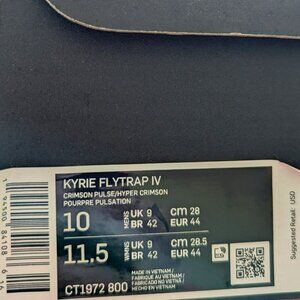 KYRIE FLYTRAP IV
CRIMSON PULSE/HYPER CRIMSON
POURPRE PULSATION
10 MENS UK 9 CM 28
BR 42 EUR 44
11,5 WMNS UK 9 CM 28.5
BR 42 EUR 44
CT1972 800
MADE IN VIETNAM /
FABRIQUÉ AU VIETNAM /
HECHO EN VIETNAM
Suggested Retail: USD